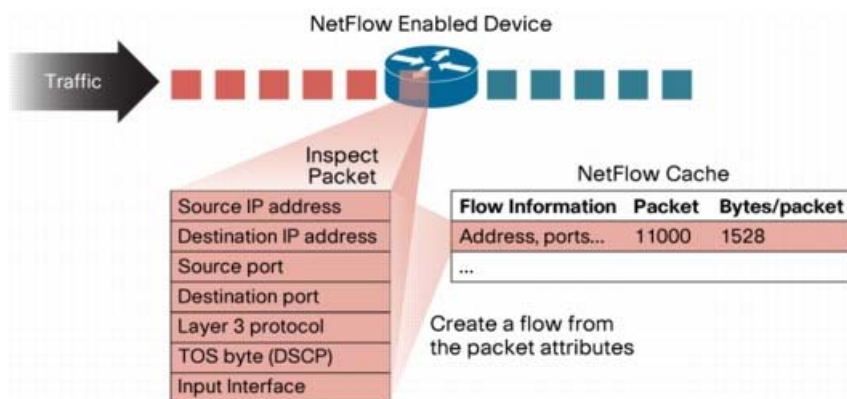 NetFlow Enabled Device
Traffic
Inspect
Packet
Source IP address
Destination IP address
Source port
Destination port
Layer 3 protocol
TOS byte (DSCP)
Input Interface
NetFlow Cache
Flow Information Packet Bytes/packet
Address, ports... 11000 1528
...
Create a flow from
the packet attributes